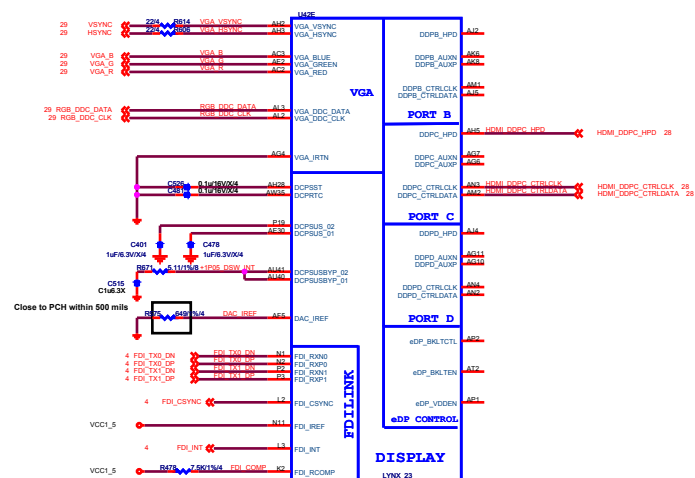 U42E
29 VSYNC 22/4 R614 VGA_VSYNC AH2 VGA_VSYNC
29 HSYNC 22/4 R606 VGA_HSYNC AH3 VGA_HSYNC
29 VGA_B VGA_B AC3 VGA_BLUE
29 VGA_G VGA_G AE2 VGA_GREEN
29 VGA_R VGA_R AC2 VGA_RED
VGA
29 RGB_DDC_DATA RGB_DDC_DATA AL3 VGA_DDC_DATA
29 RGB_DDC_CLK RGB_DDC_CLK AL2 VGA_DDC_CLK
AG4 VGA_IRTN
C526 0.1u/16V/X/4 AH28 DCPSST
C481 0.1u/16V/X/4 AW35 DCPRTC
P19 DCPSUS_02
AE30 DCPSUS_01
C401 1uF/6.3V/X/4
C478 1uF/6.3V/X/4
R671 5.11/1%/8 +1P05_DSW_INT AU41 DCPSUSBYP_02
AU40 DCPSUSBYP_01
C515
C1u6.3X
Close to PCH within 500 mils
R575 649/1%/4 DAC_IREF AF5 DAC_IREF
4 FDI_TX0_DN FDI_TX0_DN N1 FDI_RXN0
4 FDI_TX0_DP FDI_TX0_DP N2 FDI_RXP0
4 FDI_TX1_DN FDI_TX1_DN P2 FDI_RXN1
4 FDI_TX1_DP FDI_TX1_DP P3 FDI_RXP1
4 FDI_CSYNC L2 FDI_CSYNC
VCC1_5 N11 FDI_IREF
4 FDI_INT L3 FDI_INT
VCC1_5 R478 7.5K/1%/4 FDI_COMP K2 FDI_RCOMP
FDILINK
DDPB_HPD AJ2
DDPB_AUXN AK6
DDPB_AUXP AK8
DDPB_CTRLCLK AM1
DDPB_CTRLDATA AJ5
PORT B
DDPC_HPD AH5 HDMI_DDPC_HPD HDMI_DDPC_HPD 28
DDPC_AUXN AG7
DDPC_AUXP AG6
DDPC_CTRLCLK AN3 HDMI_DDPC_CTRLCLK HDMI_DDPC_CTRLCLK 28
DDPC_CTRLDATA AM2 HDMI_DDPC_CTRLDATA HDMI_DDPC_CTRLDATA 28
PORT C
DDPD_HPD AJ4
DDPD_AUXN AG11
DDPD_AUXP AG10
DDPD_CTRLCLK AN4
DDPD_CTRLDATA AN2
PORT D
eDP_BKLTCTL AP2
eDP_BKLTEN AT2
eDP_VDDEN AP1
eDP CONTROL
DISPLAY
LYNX_23